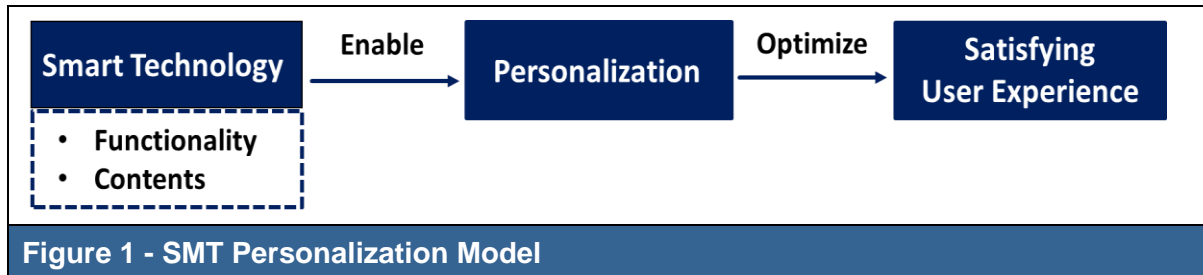 Smart Technology
• Functionality
• Contents
Enable
Personalization
Optimize
Satisfying
User Experience
Figure 1 - SMT Personalization Model